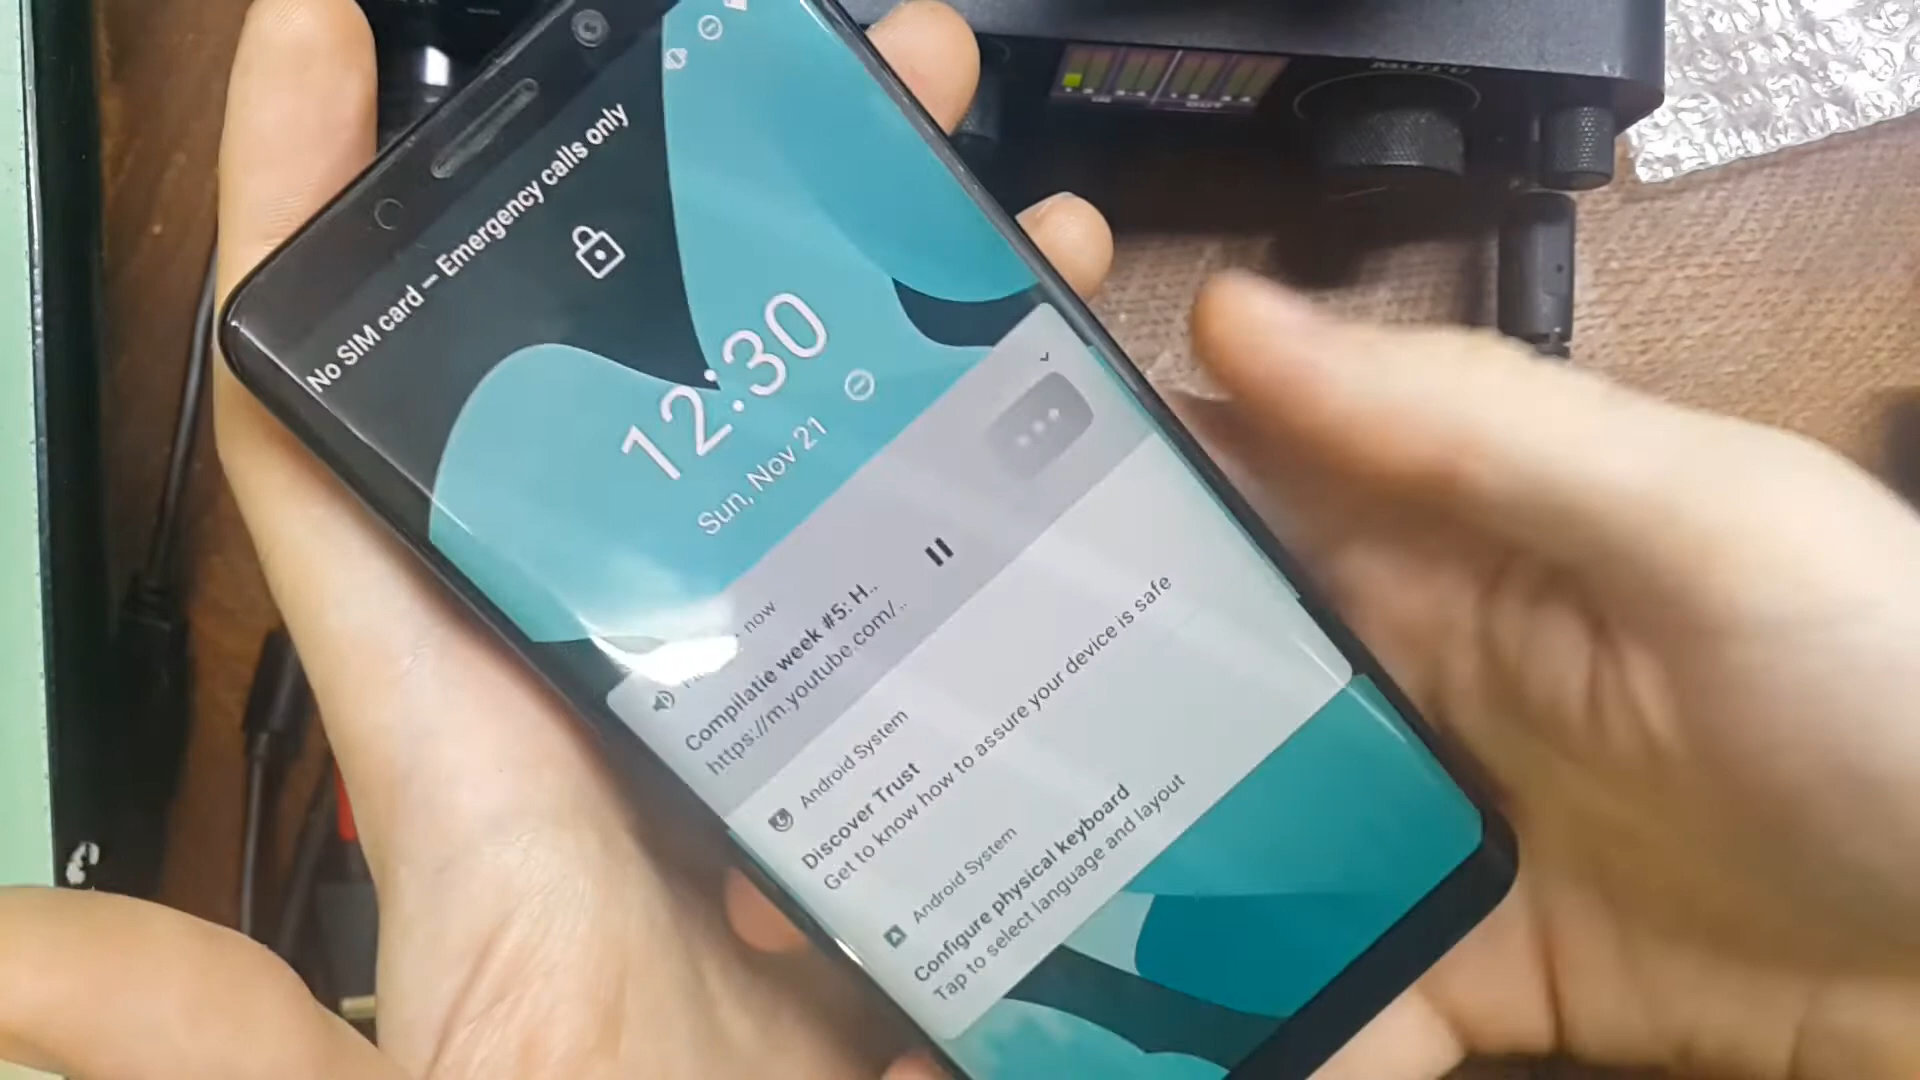 No SIM card — Emergency calls only
12:30
Sun, Nov 21
now
Compilatie week #5: H..
https://m.youtube.com/..
Android System
Discover Trust
Get to know how to assure your device is safe
Android System
Configure physical keyboard
Tap to select language and layout
MOTU